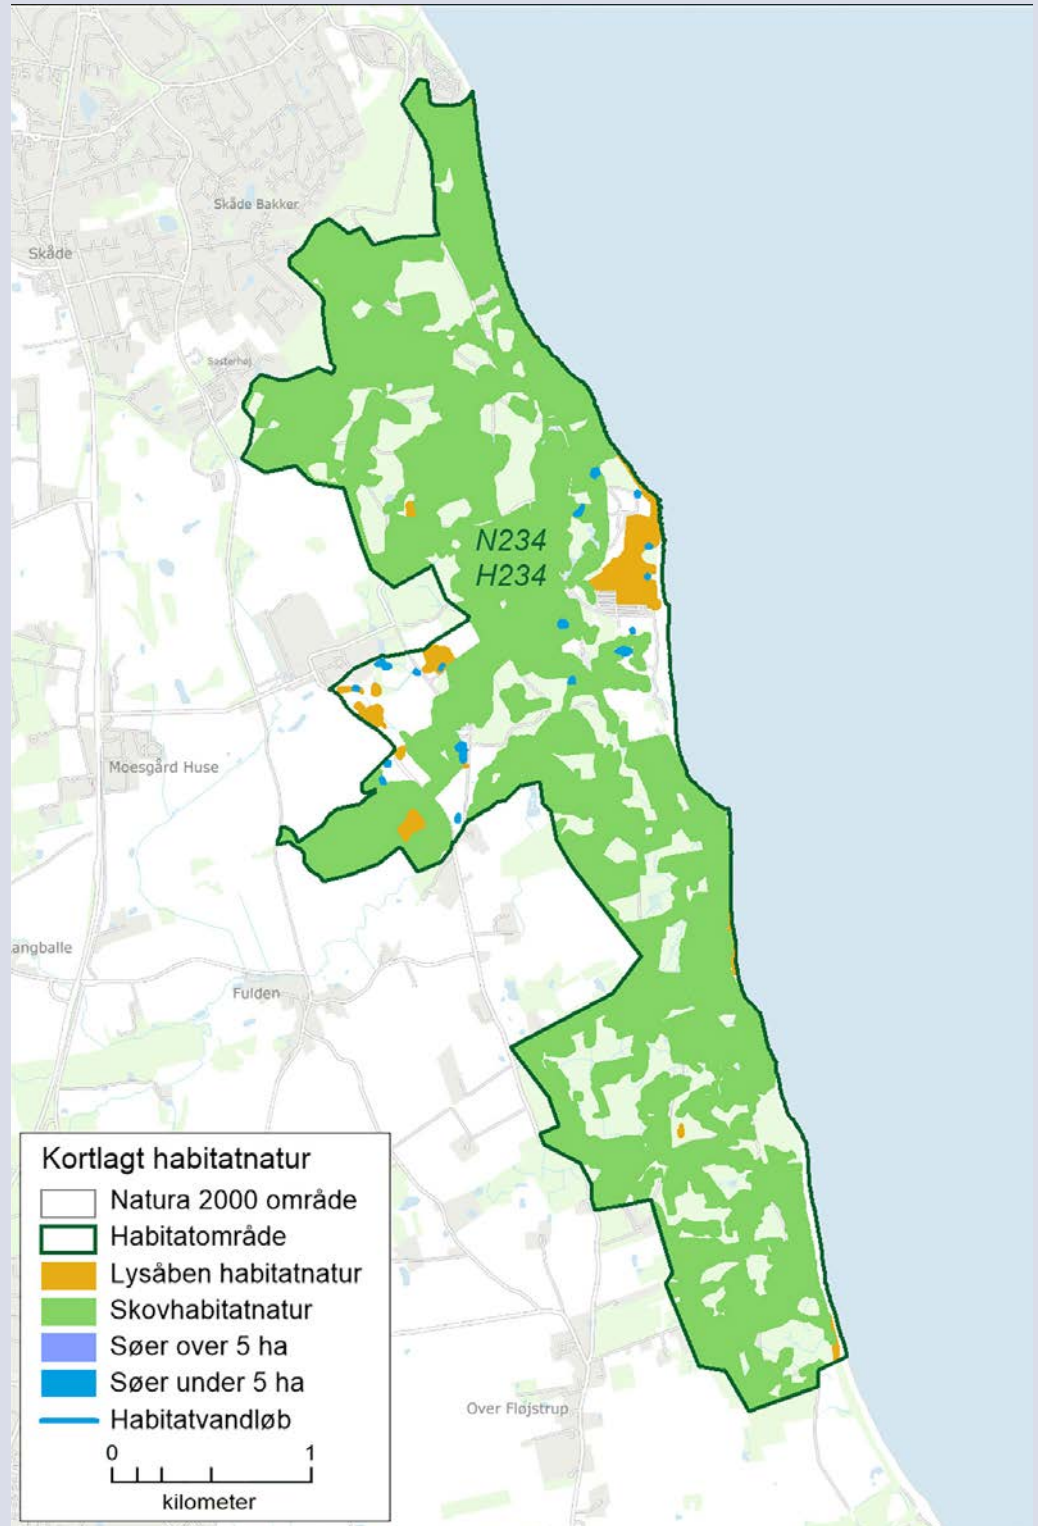 Skåde Bakker
Skåde
N234
H234
Moesgård Huse
angballe
Fulden
Kortlagt habitatnatur
Natura 2000 område
Habitatområde
Lysåben habitatnatur
Skovhabitatnatur
Søer over 5 ha
Søer under 5 ha
Habitatvandløb
0 1
kilometer
Over Fløjstrup